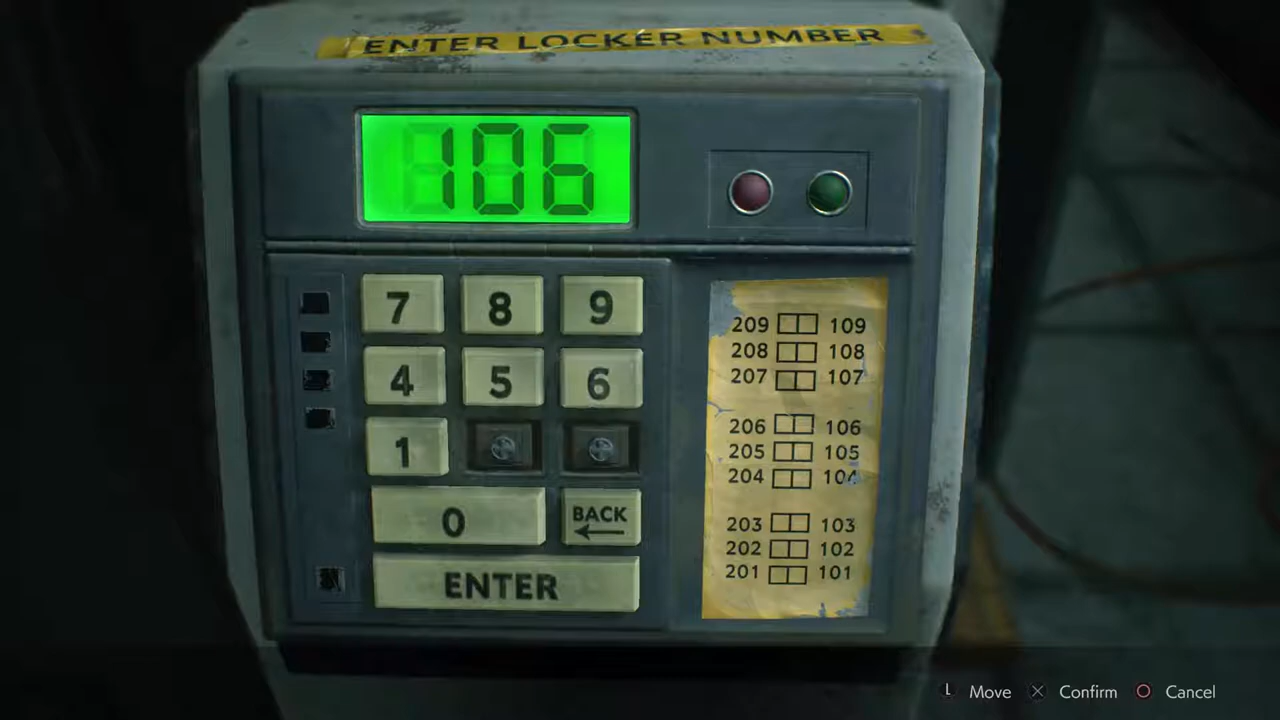 ENTER LOCKER NUMBER
106
7 8 9
4 5 6
1
0 BACK
ENTER
209 109
208 108
207 107
206 106
205 105
204 104
203 103
202 102
201 101
L Move X Confirm O Cancel